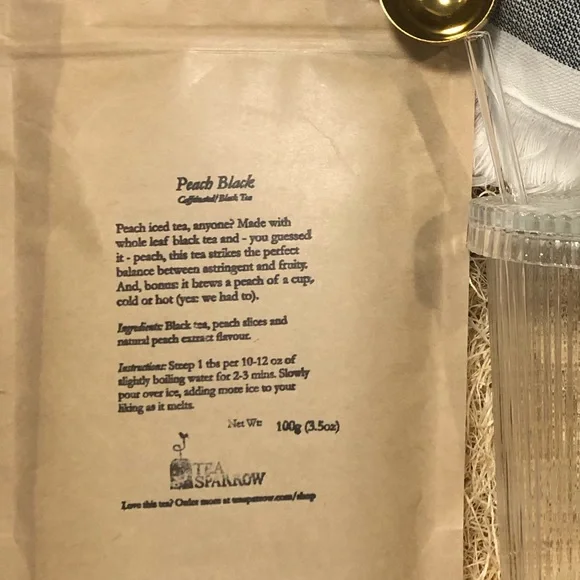 Peach Black
Caffeinated/Black Tea
Peach iced tea, anyone? Made with
whole leaf black tea and - you guessed
it - peach, this tea strikes the perfect
balance between astringent and fruity.
And, bonus: it brews a peach of a cup,
cold or hot (yes: we had to).
Ingredients: Black tea, peach slices and
natural peach extract flavour.
Instructions: Steep 1 tbs per 10-12 oz of
slightly boiling water for 2-3 mins. Slowly
pour over ice, adding more ice to your
liking as it melts.
Net Wt: 100g (3.5oz)
TEA
SPARROW
Love this tea? Order more at teasparrow.com/shop